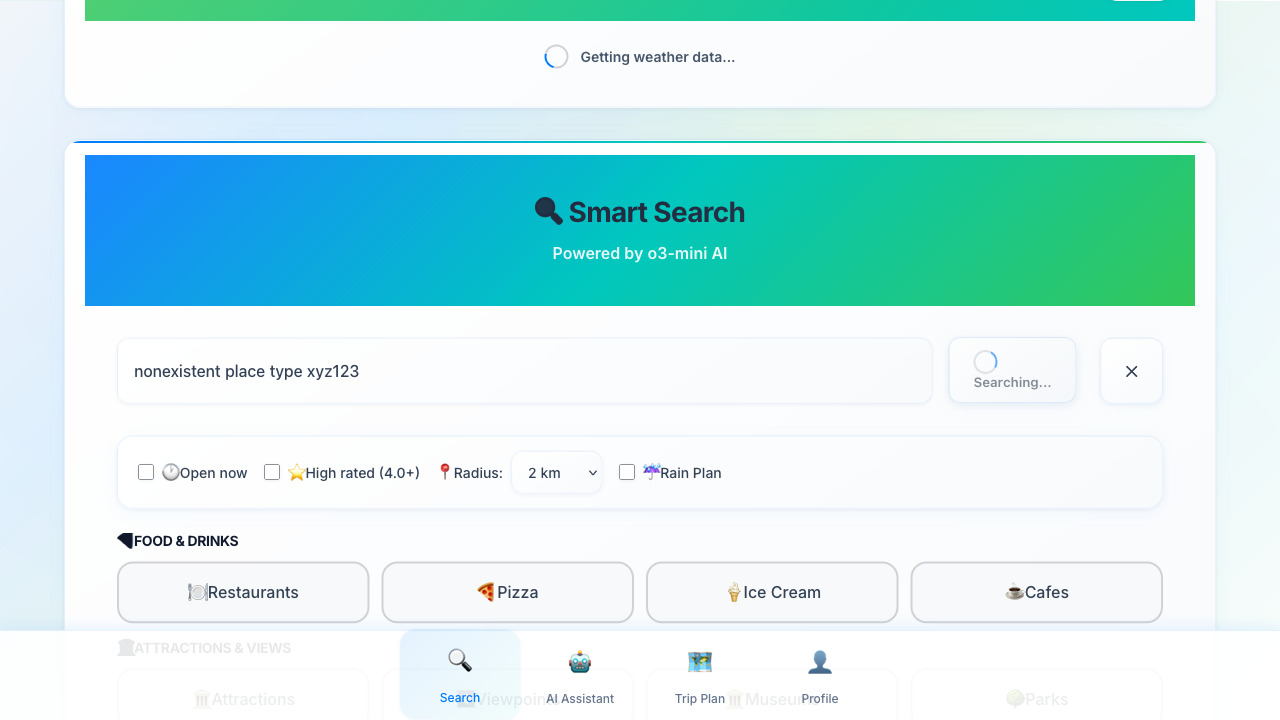 Getting weather data...
🔍 Smart Search
Powered by o3-mini AI
nonexistent place type xyz123
Searching...
✕
🕐Open now ⭐High rated (4.0+) 📍Radius: 2 km ☔Rain Plan
FOOD & DRINKS
🍽️Restaurants 🍕Pizza 🍦Ice Cream ☕Cafes
ATTRACTIONS & VIEWS
🏛️Attractions Viewpoints 🏛️Museums 🌳Parks
Search AI Assistant Trip Plan Profile